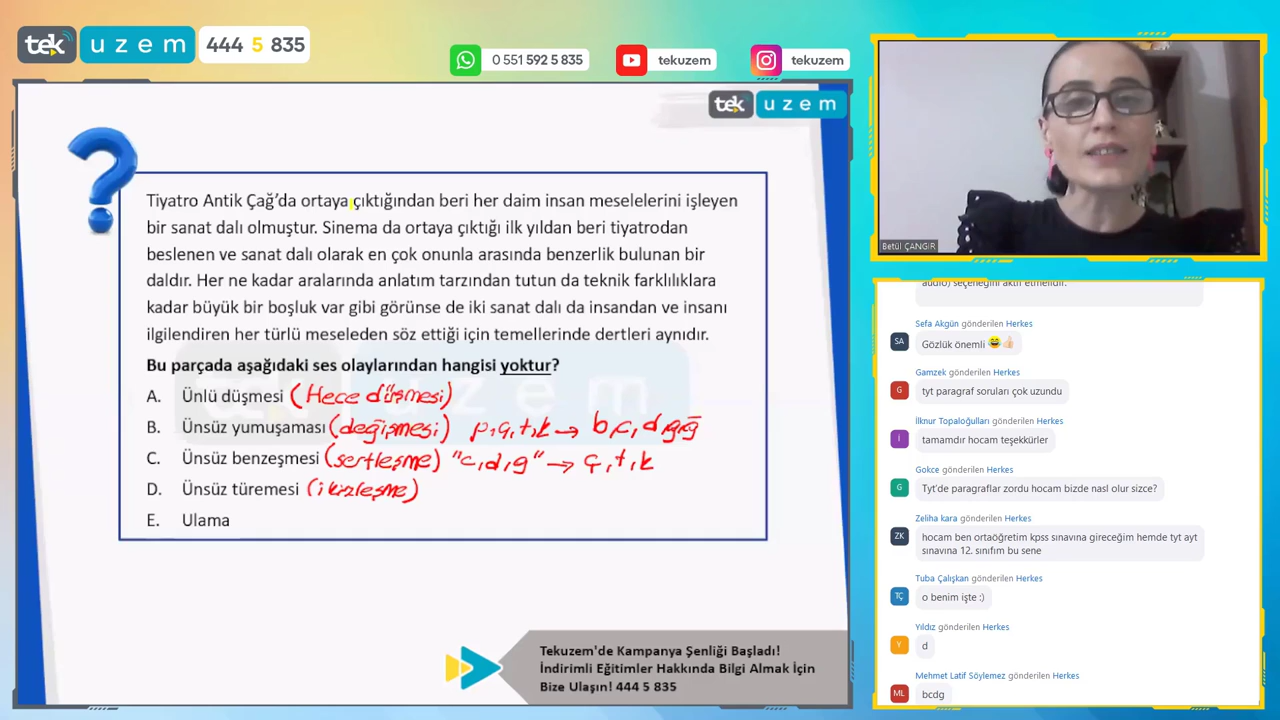 tek uzem 444 5 835
0 551 592 5 835
tekuzem
tekuzem
tek uzem
Tiyatro Antik Çağ'da ortaya çıktığından beri her daim insan meselelerini işleyen
bir sanat dalı olmuştur. Sinema da ortaya çıktığı ilk yıldan beri tiyatrodan
beslenen ve sanat dalı olarak en çok onunla arasında benzerlik bulunan bir
daldır. Her ne kadar aralarında anlatım tarzından tutun da teknik farklılıklara
kadar büyük bir boşluk var gibi görünse de iki sanat dalı da insandan ve insanı
ilgilendiren her türlü meseleden söz ettiği için temellerinde dertleri aynıdır.
Bu parçada aşağıdaki ses olaylarından hangisi yoktur?
A. Ünlü düşmesi (Hece düşmesi)
B. Ünsüz yumuşaması (değişmesi) p,ç,t,k → b,c,d,g,ğ
C. Ünsüz benzeşmesi (sertleşme) "c,d,g" → ç,t,k
D. Ünsüz türemesi (ikizleşme)
E. Ulama
Tekuzem'de Kampanya Şenliği Başladı!
İndirimli Eğitimler Hakkında Bilgi Almak İçin
Bize Ulaşın! 444 5 835
Betül ÇANGIR
audio) seçeneğini aktif etmelidir.
Sefa Akgün gönderilen Herkes
SA Gözlük önemli 😂👍🏻
Gamzek gönderilen Herkes
G tyt paragraf soruları çok uzundu
İlknur Topaloğulları gönderilen Herkes
İ tamamdır hocam teşekkürler
Gokce gönderilen Herkes
G Tyt'de paragraflar zordu hocam bizde nasl olur sizce?
Zeliha kara gönderilen Herkes
ZK hocam ben ortaöğretim kpss sınavına gireceğim hemde tyt ayt
sınavına 12. sınıfım bu sene
Tuba Çalışkan gönderilen Herkes
TÇ o benim işte :)
Yıldız gönderilen Herkes
Y d
Mehmet Latif Söylemez gönderilen Herkes
ML bcdg